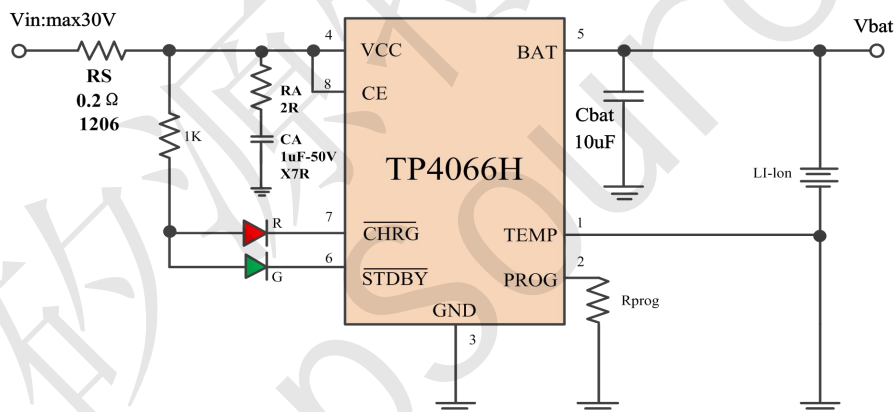 Vin:max30V
Vbat
4
5
RS
0.2 Ω
1206
VCC
BAT
8
CE
RA
2R
1K
CA
1uF-50V
X7R
Cbat
10uF
TP4066H
LI-lon
R
7
CHRG
TEMP
1
G
6
STDBY
PROG
2
Rprog
GND
3